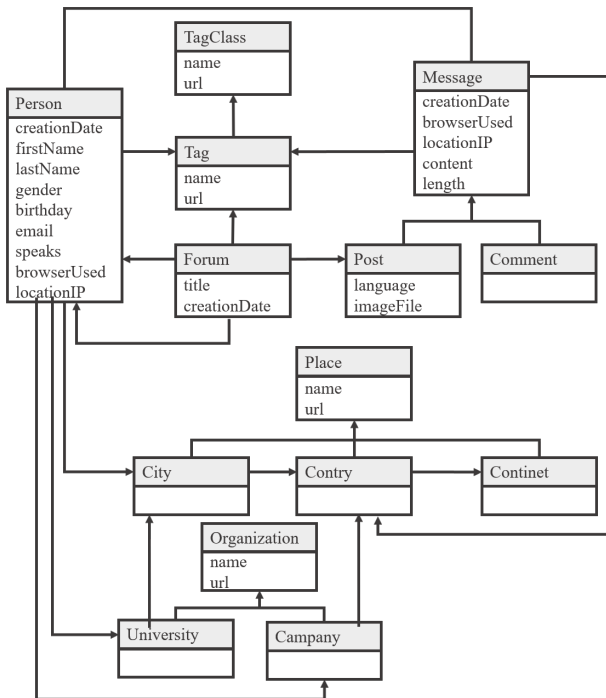 TagClass
name
url
Message
creationDate
browserUsed
locationIP
content
length
Person
creationDate
firstName
lastName
gender
birthday
email
speaks
browserUsed
locationIP
Tag
name
url
Forum
title
creationDate
Post
language
imageFile
Comment
Place
name
url
City
Contry
Continet
Organization
name
url
University
Campany